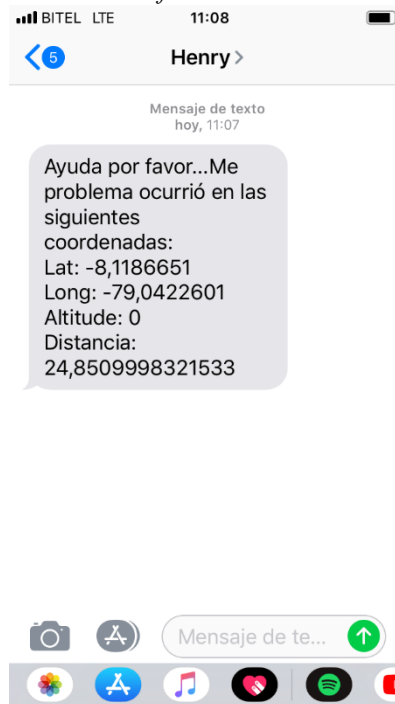 BITEL LTE 11:08
5 Henry
Mensaje de texto
hoy, 11:07
Ayuda por favor...Me
problema ocurrió en las
siguientes
coordenadas:
Lat: -8,1186651
Long: -79,0422601
Altitude: 0
Distancia:
24,8509998321533
Mensaje de te...